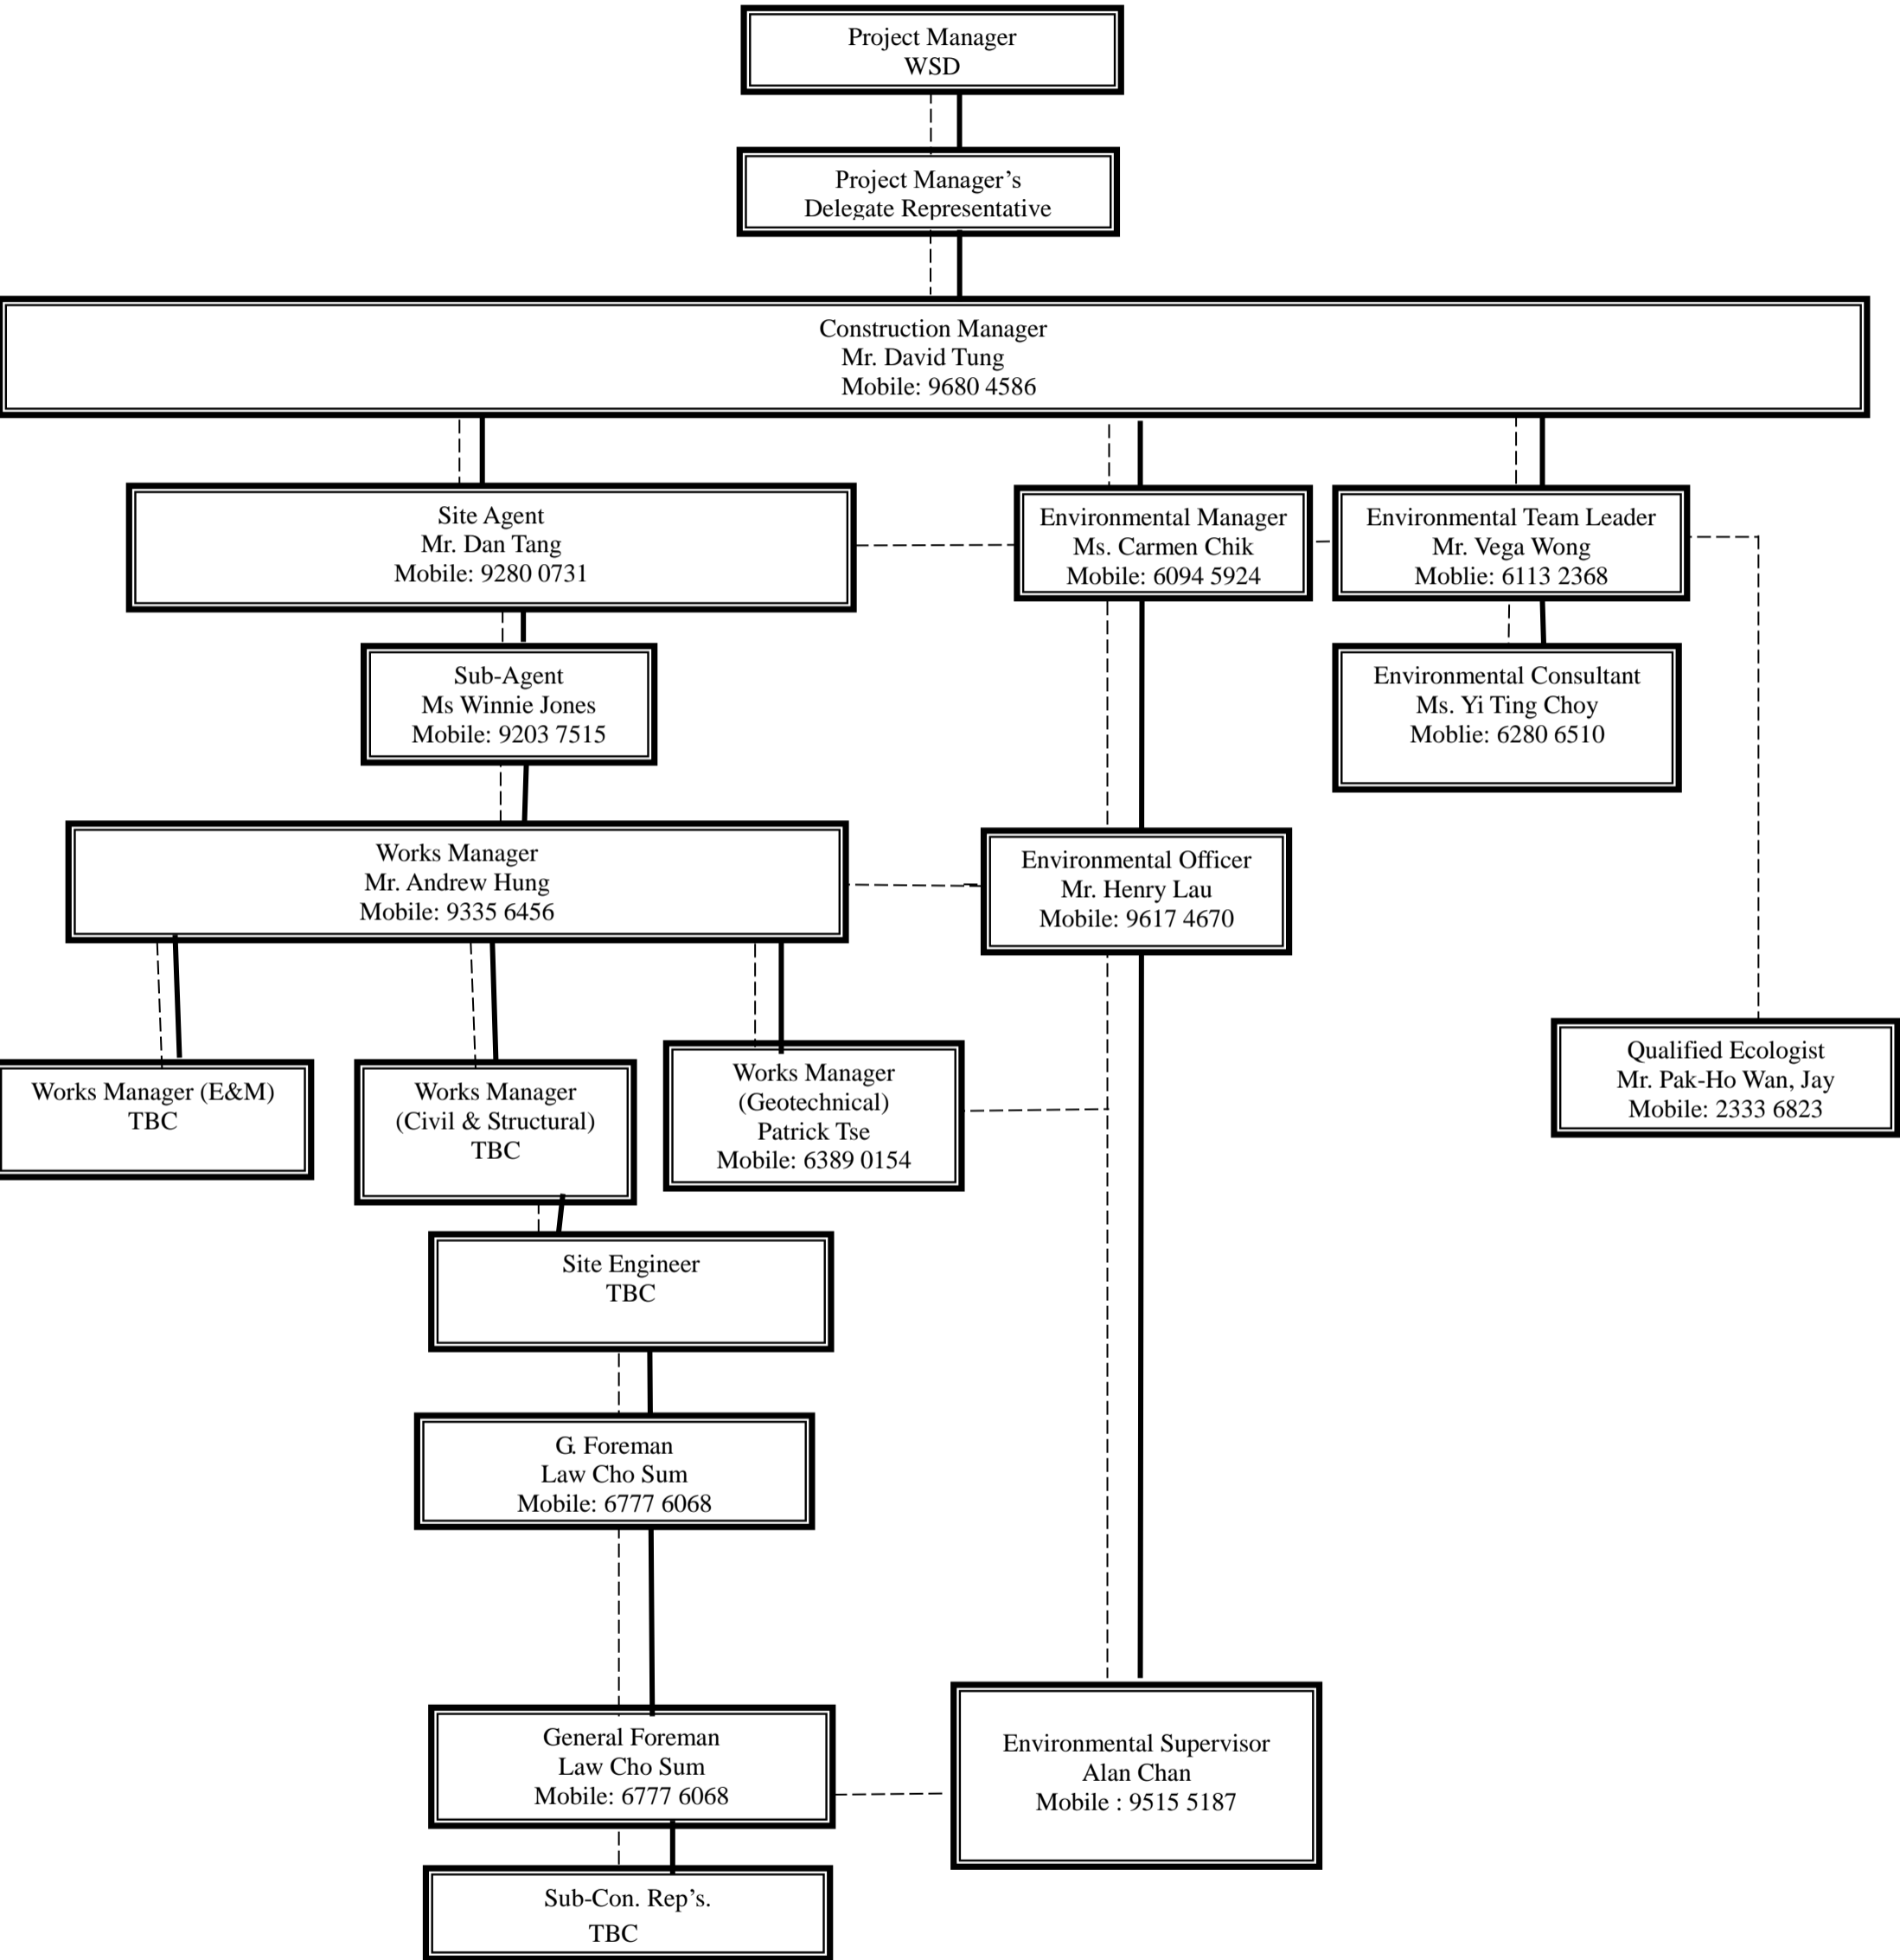 Project Manager
WSD
Project Manager’s
Delegate Representative
Construction Manager
Mr. David Tung
Mobile: 9680 4586
Site Agent
Mr. Dan Tang
Mobile: 9280 0731
Environmental Manager
Ms. Carmen Chik
Mobile: 6094 5924
Environmental Team Leader
Mr. Vega Wong
Moblie: 6113 2368
Sub-Agent
Ms Winnie Jones
Mobile: 9203 7515
Environmental Consultant
Ms. Yi Ting Choy
Moblie: 6280 6510
Works Manager
Mr. Andrew Hung
Mobile: 9335 6456
Environmental Officer
Mr. Henry Lau
Mobile: 9617 4670
Works Manager (E&M)
TBC
Works Manager
(Civil & Structural)
TBC
Works Manager
(Geotechnical)
Patrick Tse
Mobile: 6389 0154
Qualified Ecologist
Mr. Pak-Ho Wan, Jay
Mobile: 2333 6823
Site Engineer
TBC
G. Foreman
Law Cho Sum
Mobile: 6777 6068
General Foreman
Law Cho Sum
Mobile: 6777 6068
Environmental Supervisor
Alan Chan
Mobile : 9515 5187
Sub-Con. Rep’s.
TBC